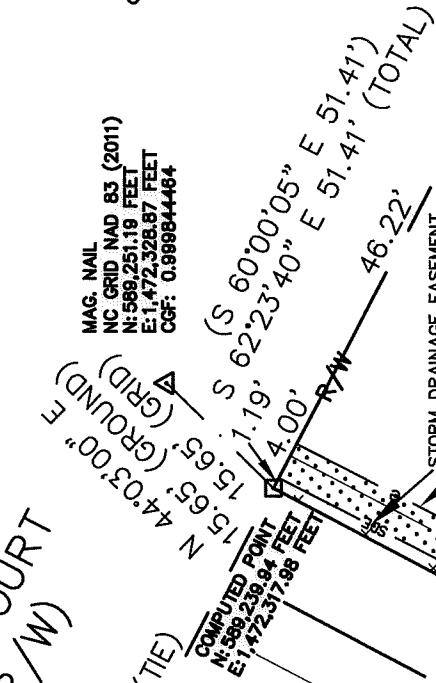 MAG. NAIL
NC GRID NAD 83 (2011)
N:589,251.19 FEET
E:1,472,328.87 FEET
CGF: 0.999844464
N 44°03'00" E
15.65' (GROUND)
15.65' (GRID)
(S 60°00'05" E 51.41')
S 62°23'40" E 51.41' (TOTAL)
1.19'
4.00'
46.22'
R/W
STORM DRAINAGE EASEMENT
COMPUTED POINT
N: 589,239.94 FEET
E:1,472,317.98 FEET
(TIE)
OURT
R/W)